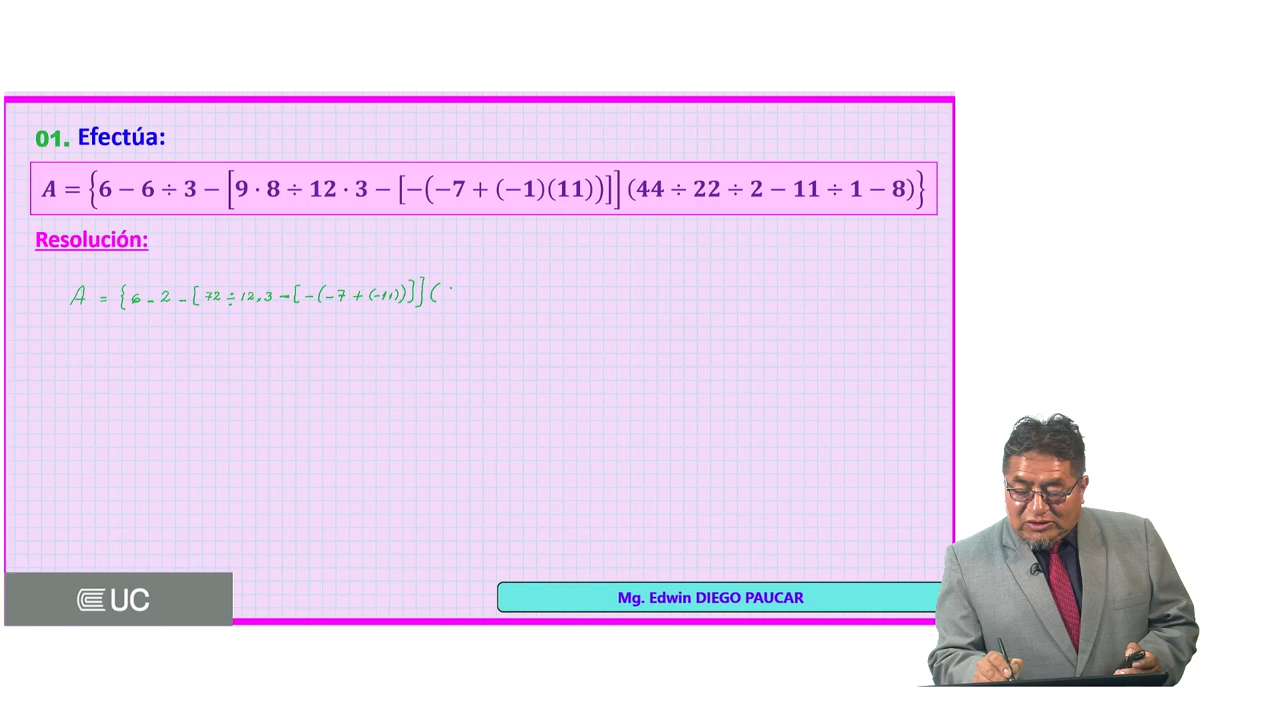 01. Efectúa:
A = {6 − 6 ÷ 3 − [9 · 8 ÷ 12 · 3 − [−(−7 + (−1)(11))]] (44 ÷ 22 ÷ 2 − 11 ÷ 1 − 8)}
Resolución:
A = {6 - 2 - [72 ÷ 12 . 3 - [-(-7 + (-11))]] (
UC
Mg. Edwin DIEGO PAUCAR